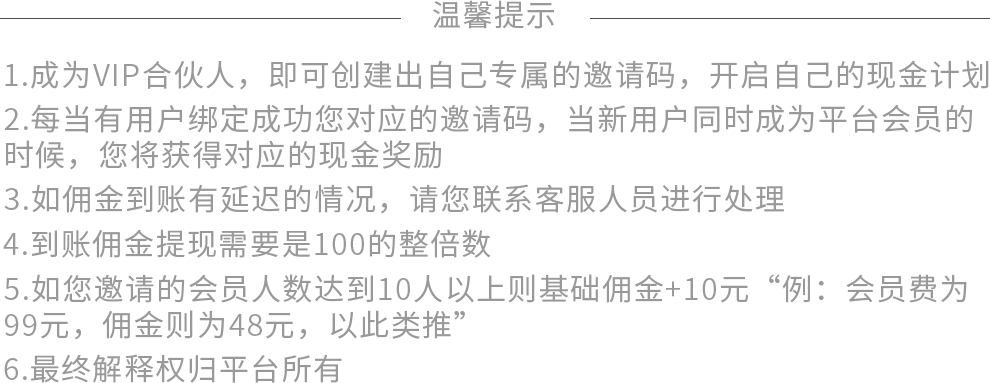 温馨提示
1.成为VIP合伙人，即可创建出自己专属的邀请码，开启自己的现金计划
2.每当有用户绑定成功您对应的邀请码，当新用户同时成为平台会员的
时候，您将获得对应的现金奖励
3.如佣金到账有延迟的情况，请您联系客服人员进行处理
4.到账佣金提现需要是100的整倍数
5.如您邀请的会员人数达到10人以上则基础佣金+10元“例：会员费为
99元，佣金则为48元，以此类推”
6.最终解释权归平台所有